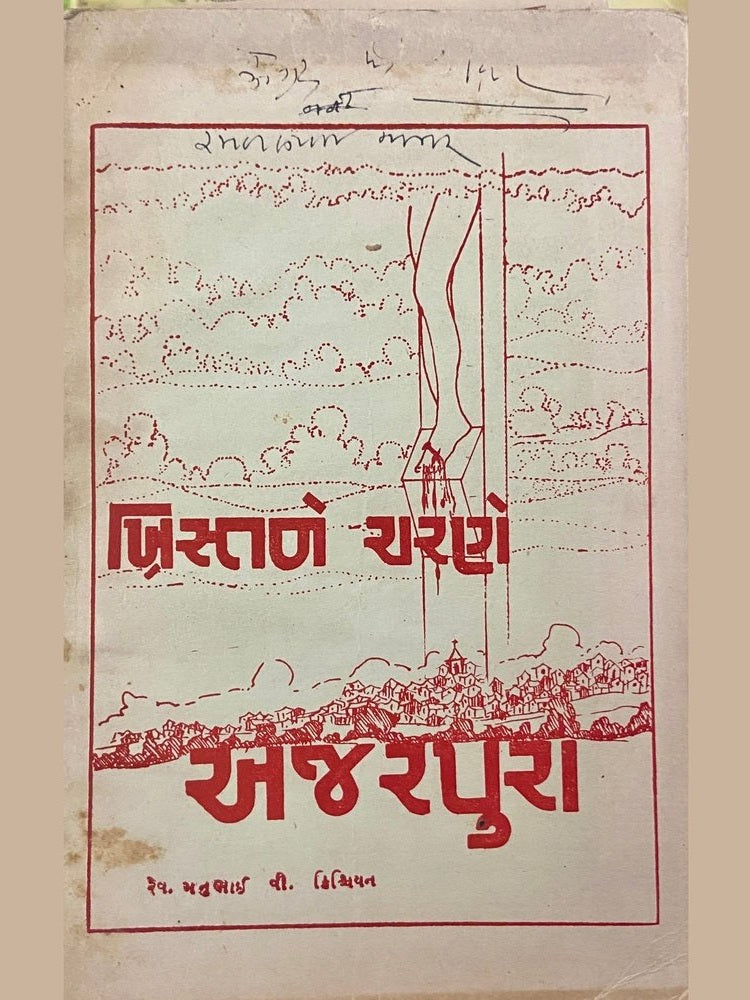 ખ્રિસ્તને ચરણે
અજરપુરા
રેવ. મનુભાઈ વી. ક્રિશ્ચિયન